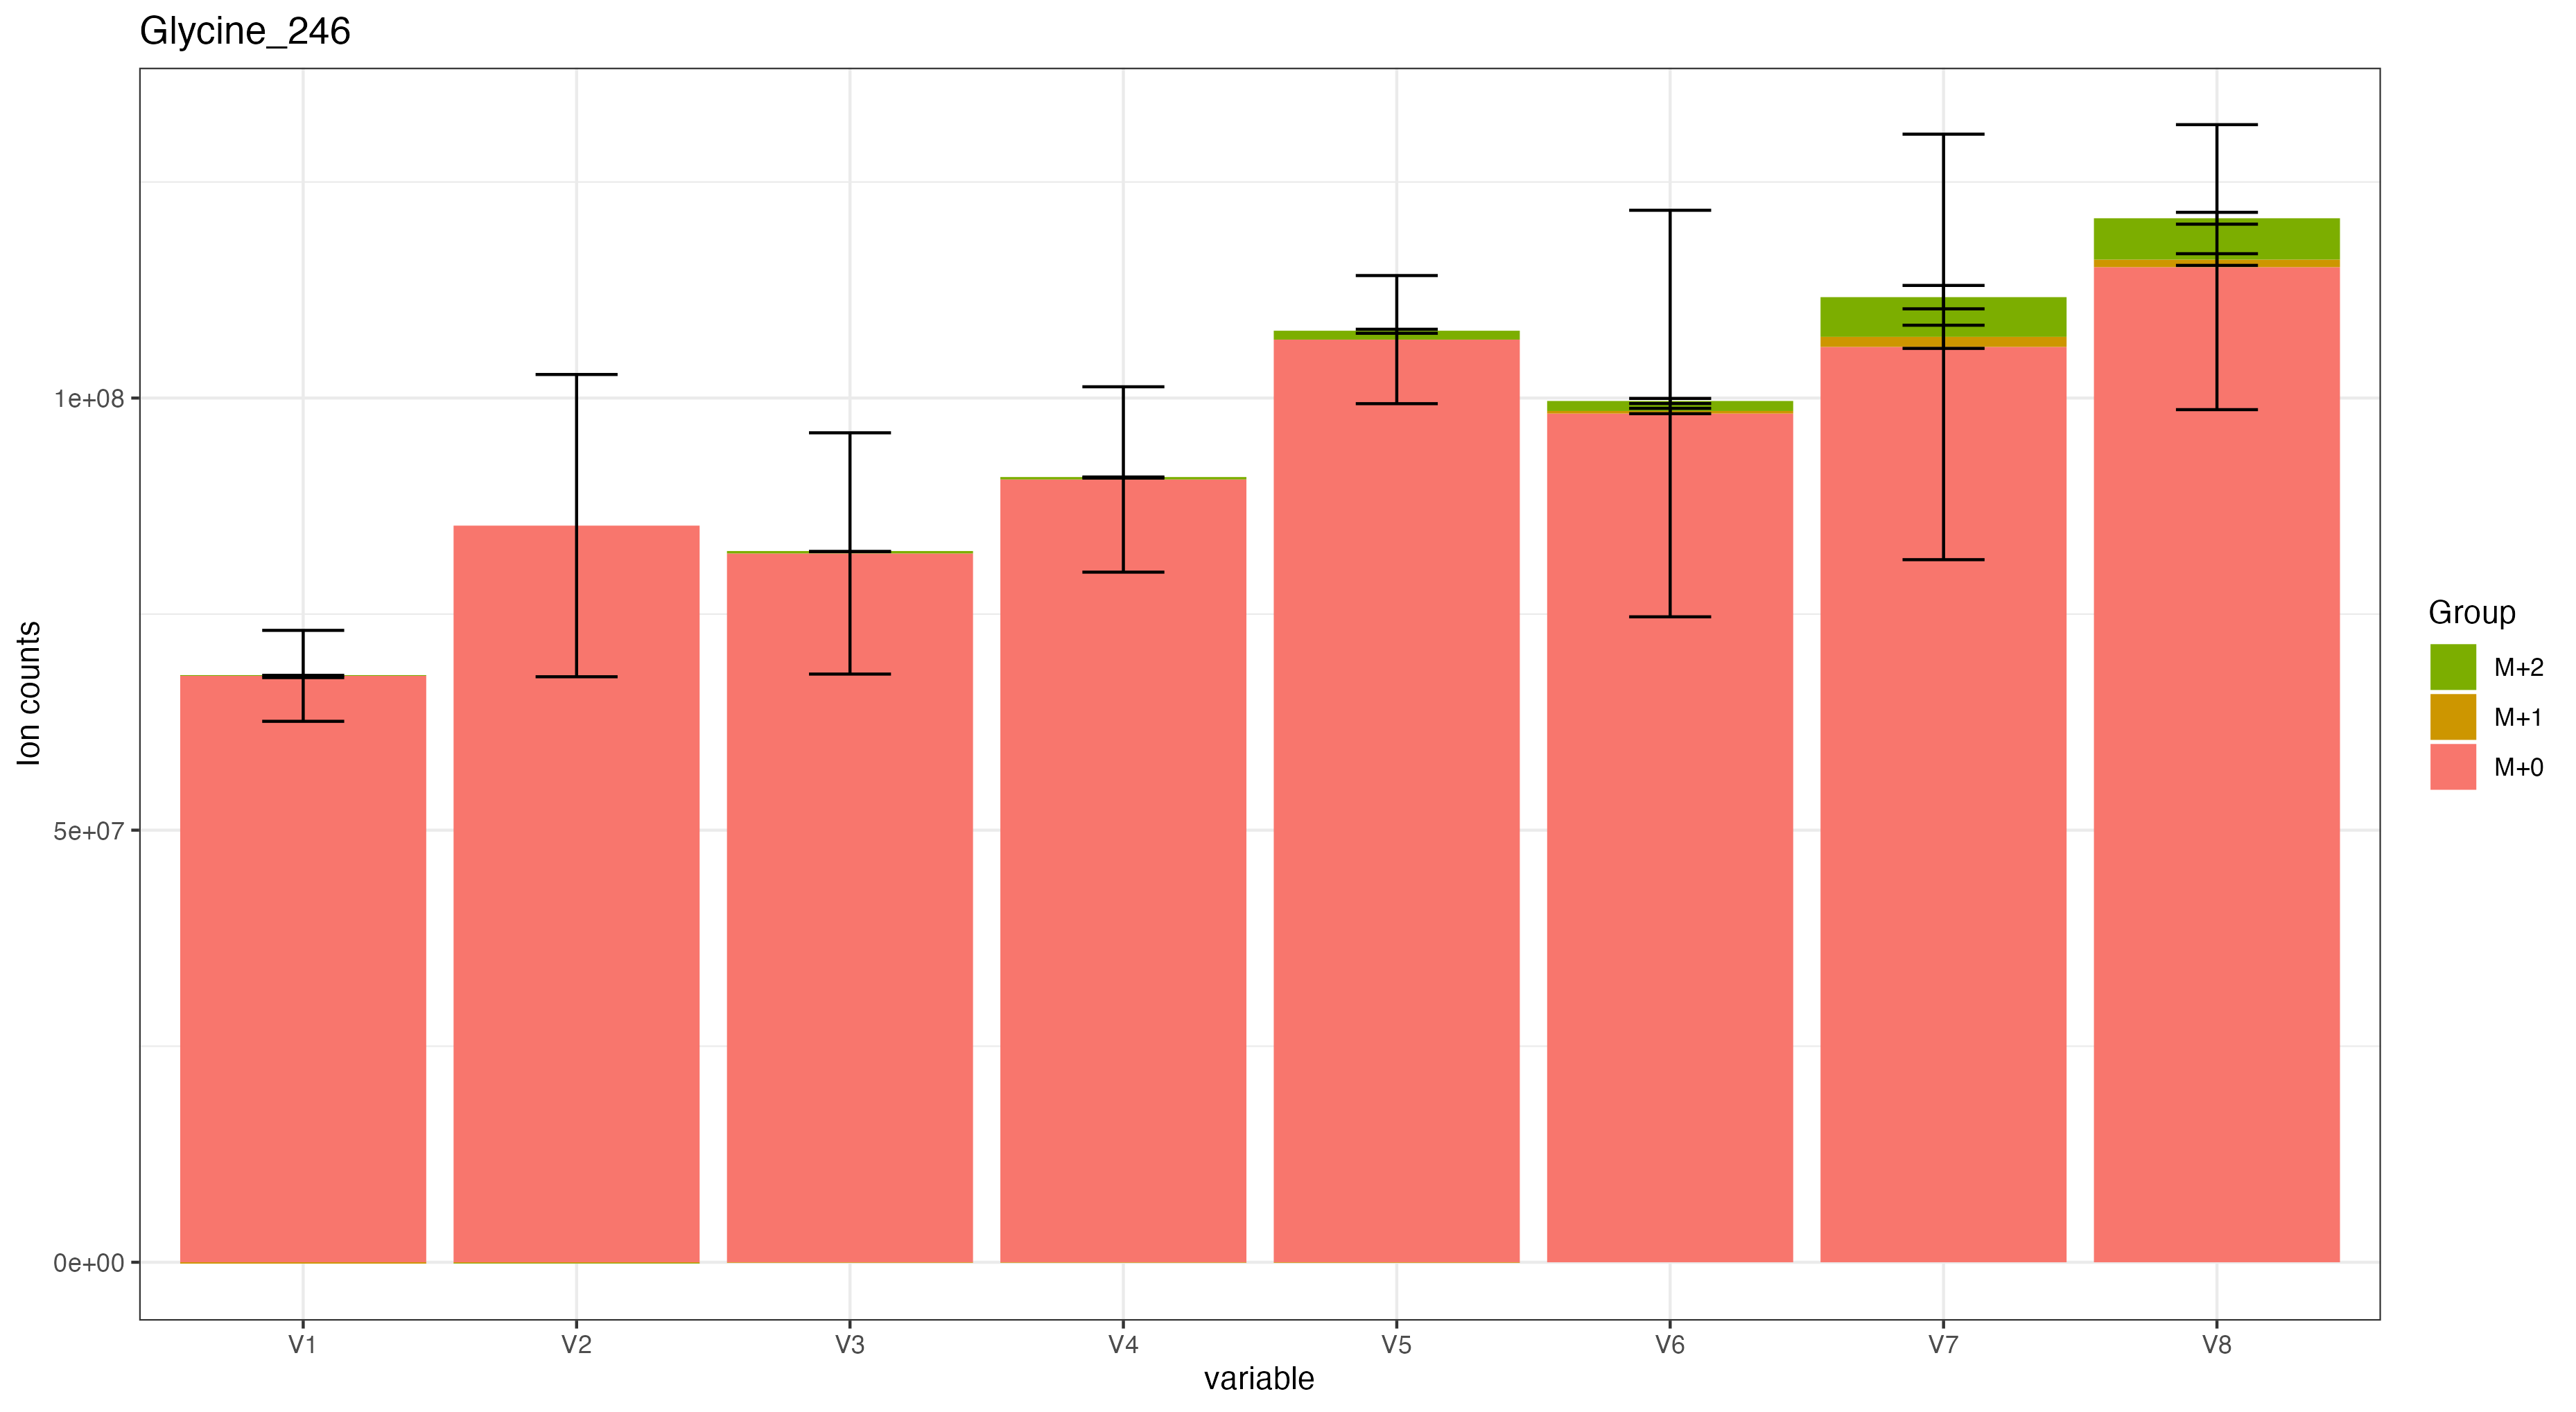 Glycine_246
Ion counts
1e+08
5e+07
0e+00
V1 V2 V3 V4 V5 V6 V7 V8
variable
Group
M+2
M+1
M+0